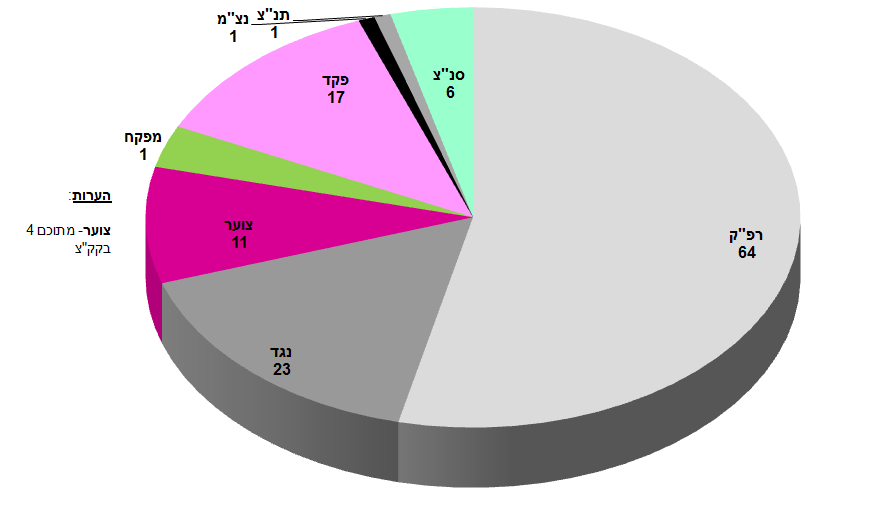 תנ"צ
1
נצ"מ
1
סנ"צ
6
פקד
17
מפקח
1
הערות:
צוער- מתוכם 4
בקק"צ
צוער
11
רפ"ק
64
נגד
23